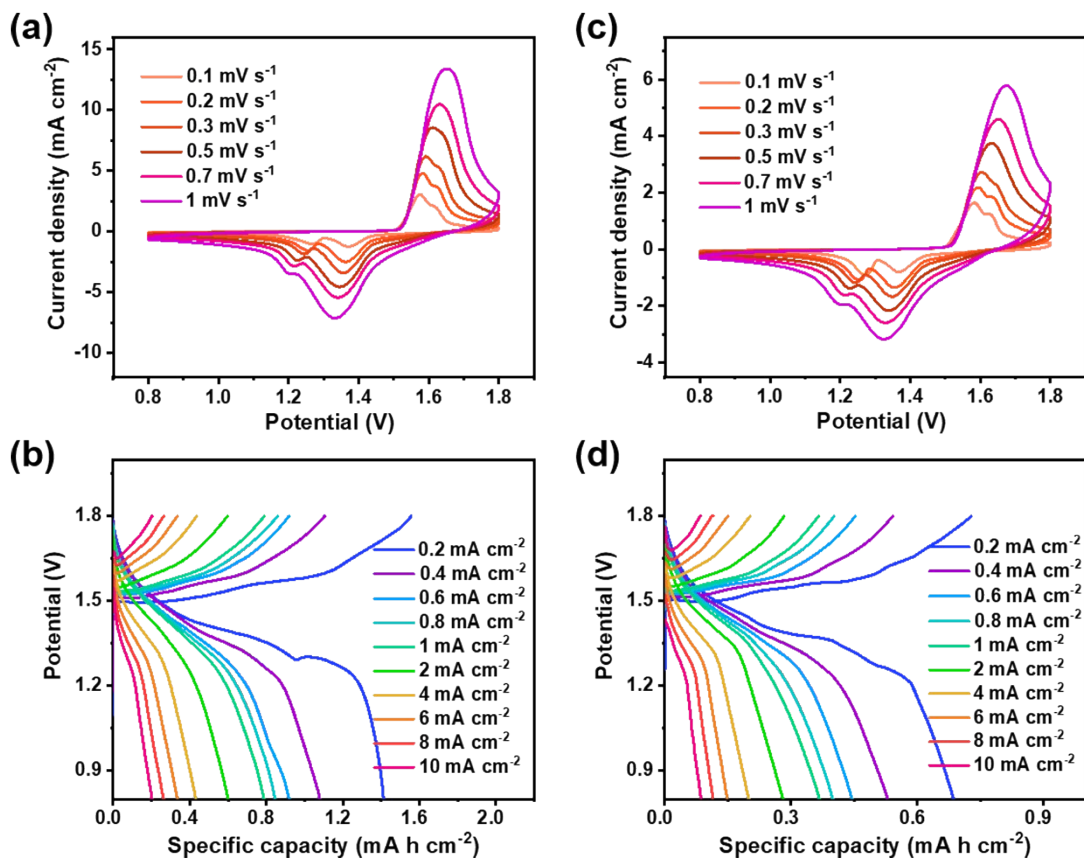 (a)
Current density (mA cm-2)
15
10
5
0
-5
-10
0.1 mV s-1
0.2 mV s-1
0.3 mV s-1
0.5 mV s-1
0.7 mV s-1
1 mV s-1
0.8 1.0 1.2 1.4 1.6 1.8
Potential (V)
(c)
Current density (mA cm-2)
6
4
2
0
-2
-4
0.1 mV s-1
0.2 mV s-1
0.3 mV s-1
0.5 mV s-1
0.7 mV s-1
1 mV s-1
0.8 1.0 1.2 1.4 1.6 1.8
Potential (V)
(b)
Potential (V)
1.8
1.5
1.2
0.9
0.2 mA cm-2
0.4 mA cm-2
0.6 mA cm-2
0.8 mA cm-2
1 mA cm-2
2 mA cm-2
4 mA cm-2
6 mA cm-2
8 mA cm-2
10 mA cm-2
0.0 0.4 0.8 1.2 1.6 2.0
Specific capacity (mA h cm-2)
(d)
Potential (V)
1.8
1.5
1.2
0.9
0.2 mA cm-2
0.4 mA cm-2
0.6 mA cm-2
0.8 mA cm-2
1 mA cm-2
2 mA cm-2
4 mA cm-2
6 mA cm-2
8 mA cm-2
10 mA cm-2
0.0 0.3 0.6 0.9
Specific capacity (mA h cm-2)